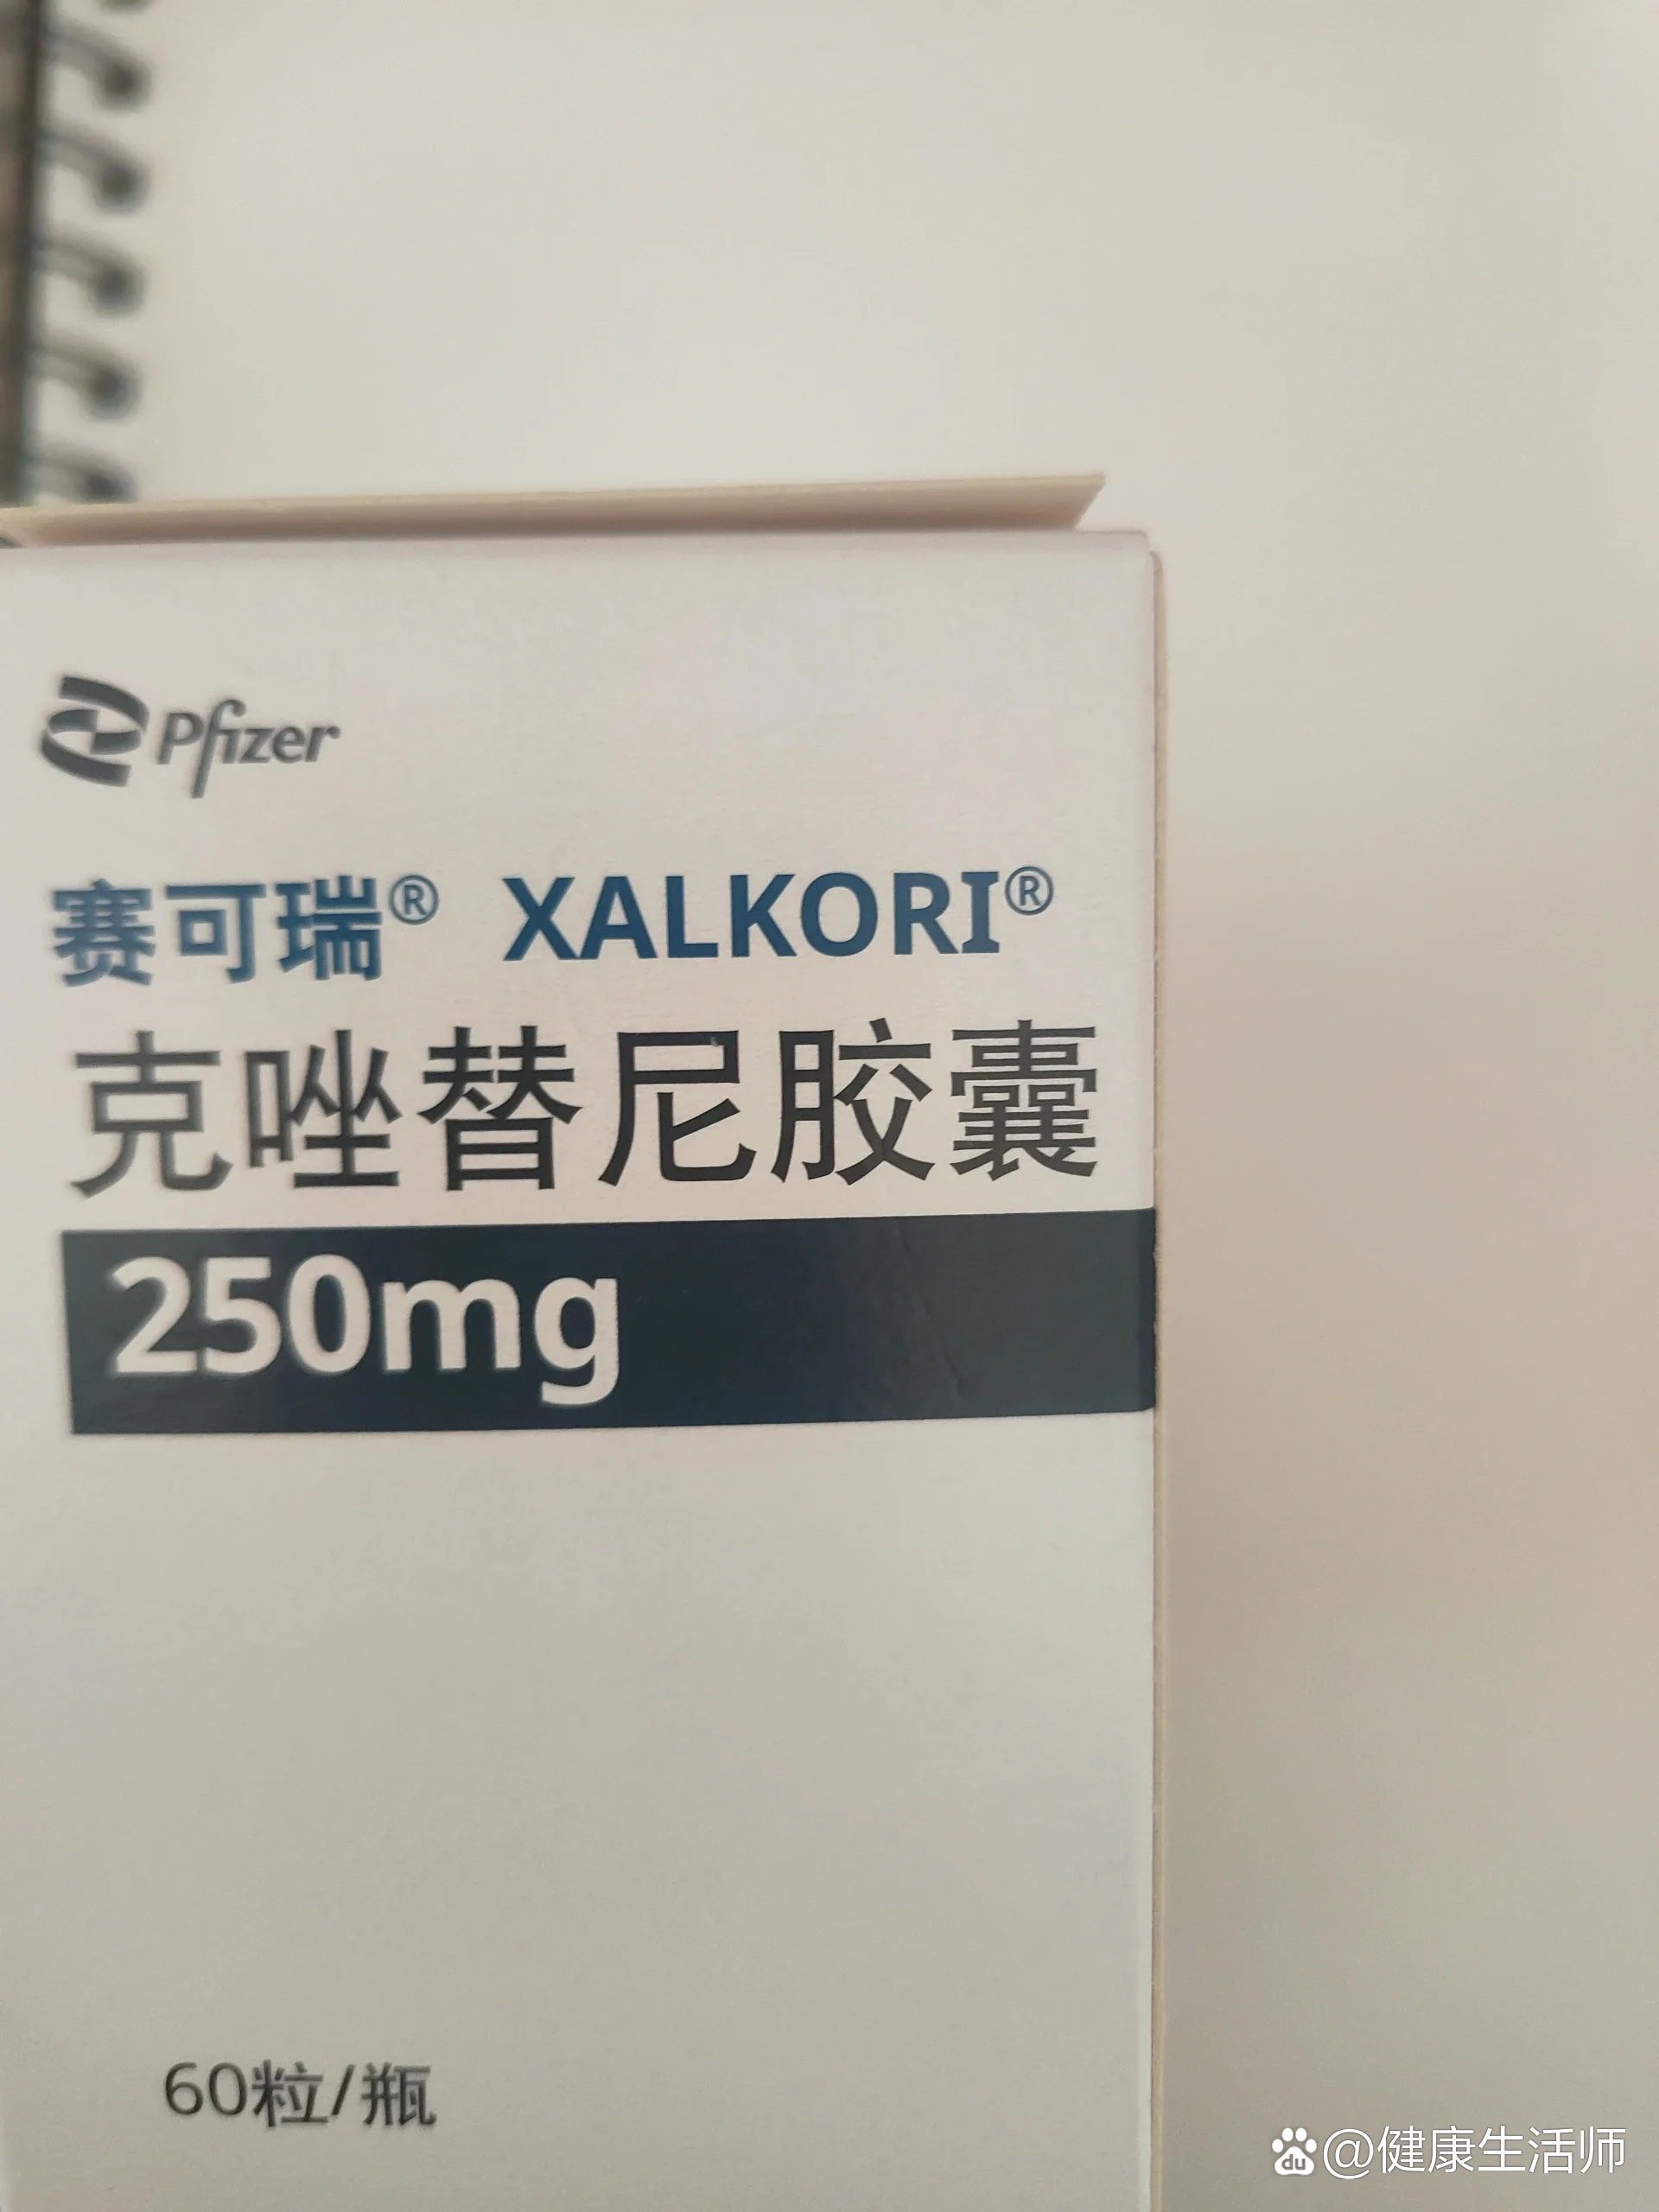 Pfizer
赛可瑞® XALKORI®
克唑替尼胶囊
250mg
60粒/瓶
du @健康生活师